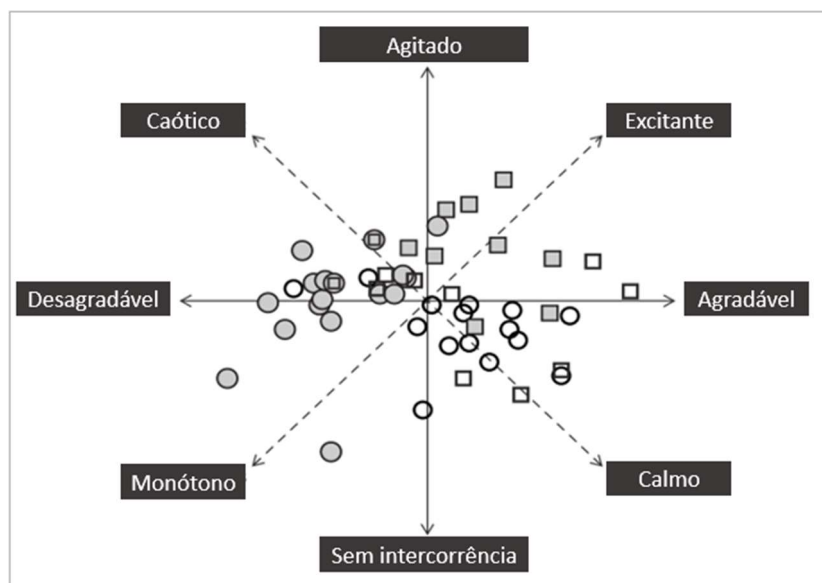 Agitado
Caótico
Excitante
Desagradável
Agradável
Monótono
Calmo
Sem intercorrência